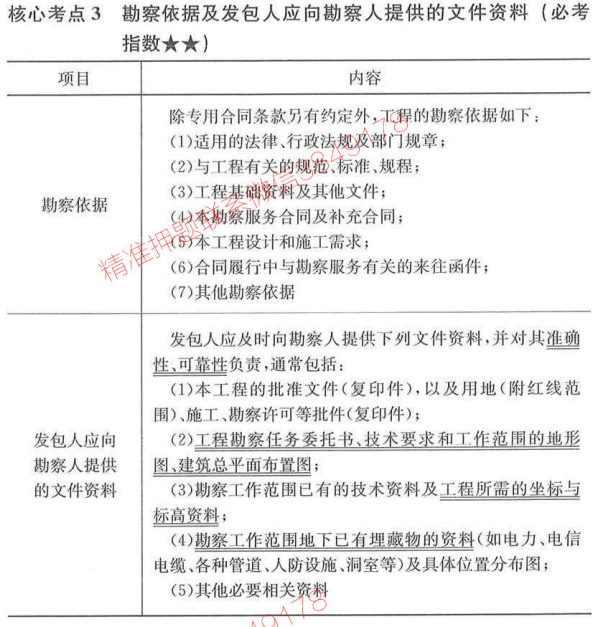 核心考点3 勘察依据及发包人应向勘察人提供的文件资料(必考
指数★★)
项目 内容
除专用合同条款另有约定外,工程的勘察依据如下:
(1)适用的法律、行政法规及部门规章;
(2)与工程有关的规范、标准、规程;
(3)工程基础资料及其他文件;
勘察依据
(4)本勘察服务合同及补充合同;
(5)本工程设计和施工需求;
(6)合同履行中与勘察服务有关的来往函件;
(7)其他勘察依据
发包人应及时向勘察人提供下列文件资料,并对其准确
性、可靠性负责,通常包括:
(1)本工程的批准文件(复印件),以及用地(附红线范
围)、施工、勘察许可等批件(复印件);
发包人应向
勘察人提供
的文件资料
(2)工程勘察任务委托书、技术要求和工作范围的地形
图、建筑总平面布置图;
(3)勘察工作范围已有的技术资料及工程所需的坐标与
标高资料;
(4)勘察工作范围地下已有埋藏物的资料(如电力、电信
电缆、各种管道、人防设施、洞室等)及具体位置分布图;
(5)其他必要相关资料
精准押题联系微信3849178
49178